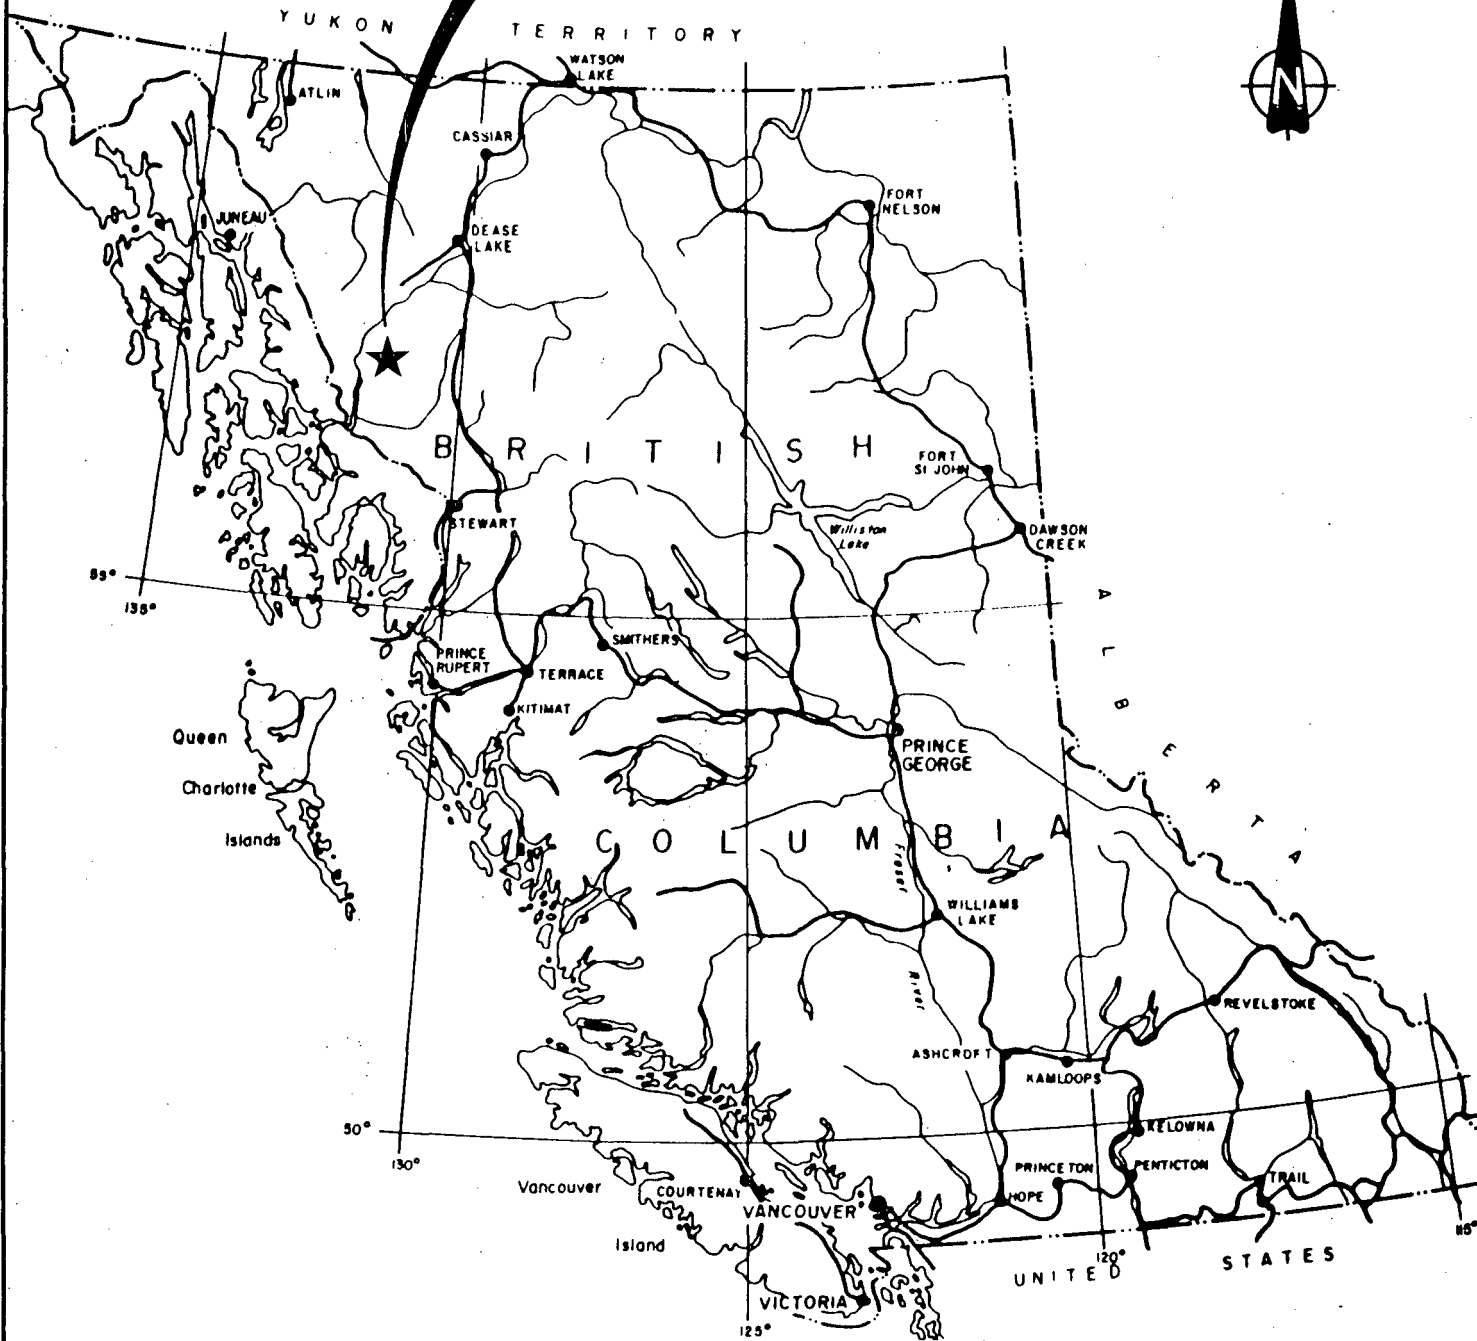 YUKON TERRITORY
WATSON
LAKE
ATLIN
N
CASSIAR
FORT
NELSON
JUNEAU
DEASE
LAKE
BRITISH
FORT
ST JOHN
STEWART
Williston
Lake
DAWSON
CREEK
55°
135°
ALBERTA
SMITHERS
PRINCE
RUPERT
TERRACE
KITIMAT
Queen
Charlotte
Islands
PRINCE
GEORGE
COLUMBIA
Fraser
River
WILLIAMS
LAKE
REVELSTOKE
ASHCROFT
KAMLOOPS
50°
130°
KELOWNA
PRINCETON
PENTICTON
TRAIL
HOPE
Vancouver
Island
COURTENAY
VANCOUVER
115°
120°
UNITED STATES
VICTORIA
125°